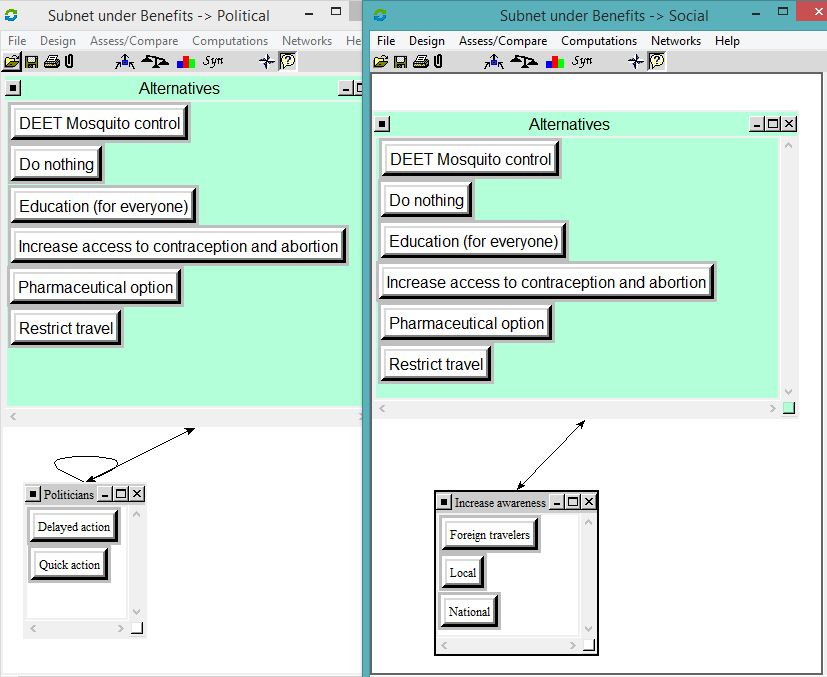 Subnet under Benefits -> Political
File Design Assess/Compare Computations Networks He
Syn
Alternatives
DEET Mosquito control
Do nothing
Education (for everyone)
Increase access to contraception and abortion
Pharmaceutical option
Restrict travel
Politicians
Delayed action
Quick action
Subnet under Benefits -> Social
File Design Assess/Compare Computations Networks Help
Syn
Alternatives
DEET Mosquito control
Do nothing
Education (for everyone)
Increase access to contraception and abortion
Pharmaceutical option
Restrict travel
Increase awareness
Foreign travelers
Local
National